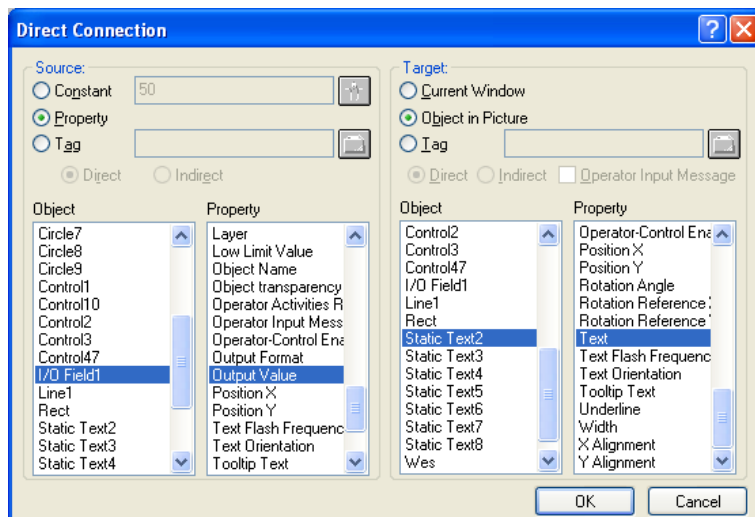 Direct Connection
Source:
Constant
50
Property
Tag
Direct
Indirect
Object
Circle7
Circle8
Circle9
Control1
Control10
Control2
Control3
Control47
I/O Field1
Line1
Rect
Static Text2
Static Text3
Static Text4
Property
Layer
Low Limit Value
Object Name
Object transparency
Operator Activities R
Operator Input Mess
Operator-Control Ena
Output Format
Output Value
Position X
Position Y
Text Flash Frequenc
Text Orientation
Tooltip Text
Target:
Current Window
Object in Picture
Tag
Direct
Indirect
Operator Input Message
Object
Control2
Control3
Control47
I/O Field1
Line1
Rect
Static Text2
Static Text3
Static Text4
Static Text5
Static Text6
Static Text7
Static Text8
Wes
Property
Operator-Control Ena
Position X
Position Y
Rotation Angle
Rotation Reference
Rotation Reference
Text
Text Flash Frequenc
Text Orientation
Tooltip Text
Underline
Width
X Alignment
Y Alignment
OK
Cancel